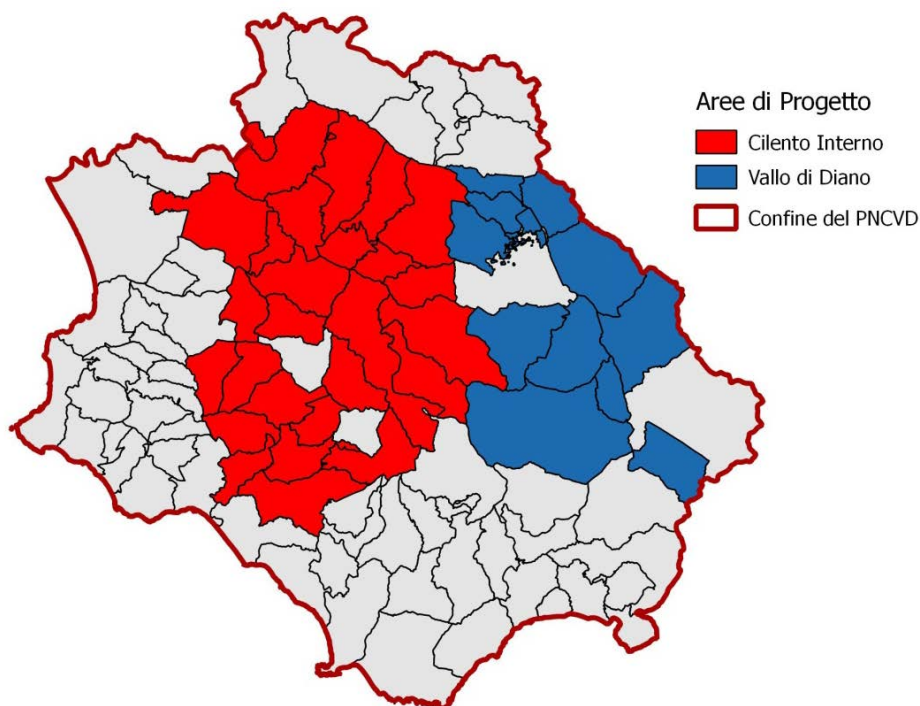 Aree di Progetto
Cilento Interno
Vallo di Diano
Confine del PNCVD